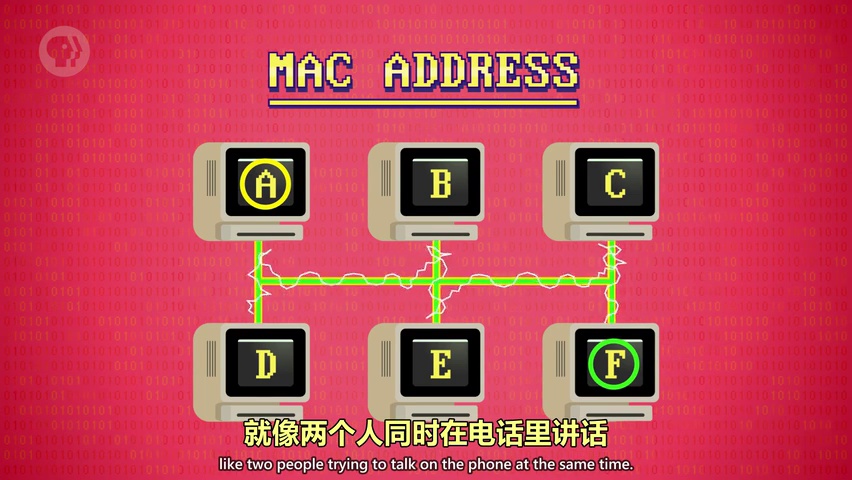 MAC ADDRESS
A B C
D E F
就像两个人同时在电话里讲话
like two people trying to talk on the phone at the same time.